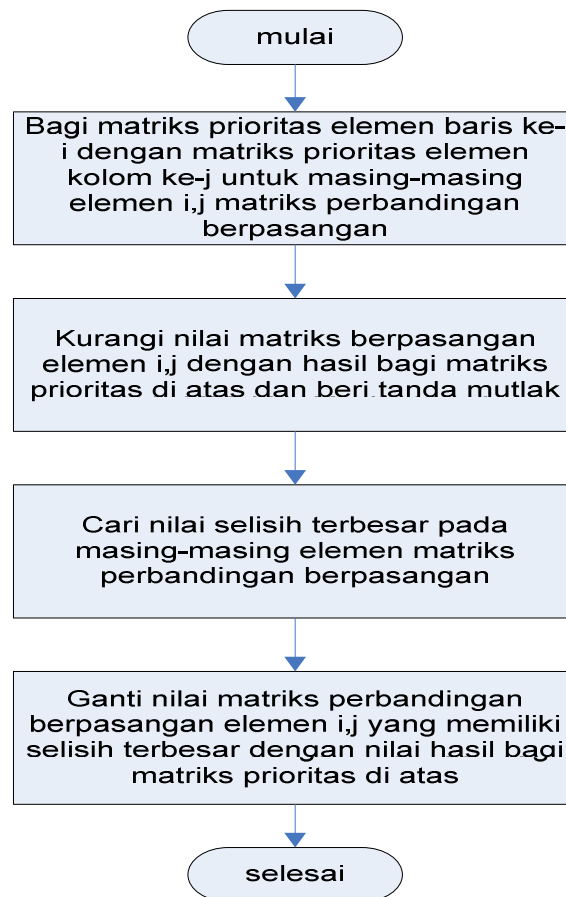 mulai
Bagi matriks prioritas elemen baris ke-
i dengan matriks prioritas elemen
kolom ke-j untuk masing-masing
elemen i,j matriks perbandingan
berpasangan
Kurangi nilai matriks berpasangan
elemen i,j dengan hasil bagi matriks
prioritas di atas dan beri tanda mutlak
Cari nilai selisih terbesar pada
masing-masing elemen matriks
perbandingan berpasangan
Ganti nilai matriks perbandingan
berpasangan elemen i,j yang memiliki
selisih terbesar dengan nilai hasil bagi
matriks prioritas di atas
selesai